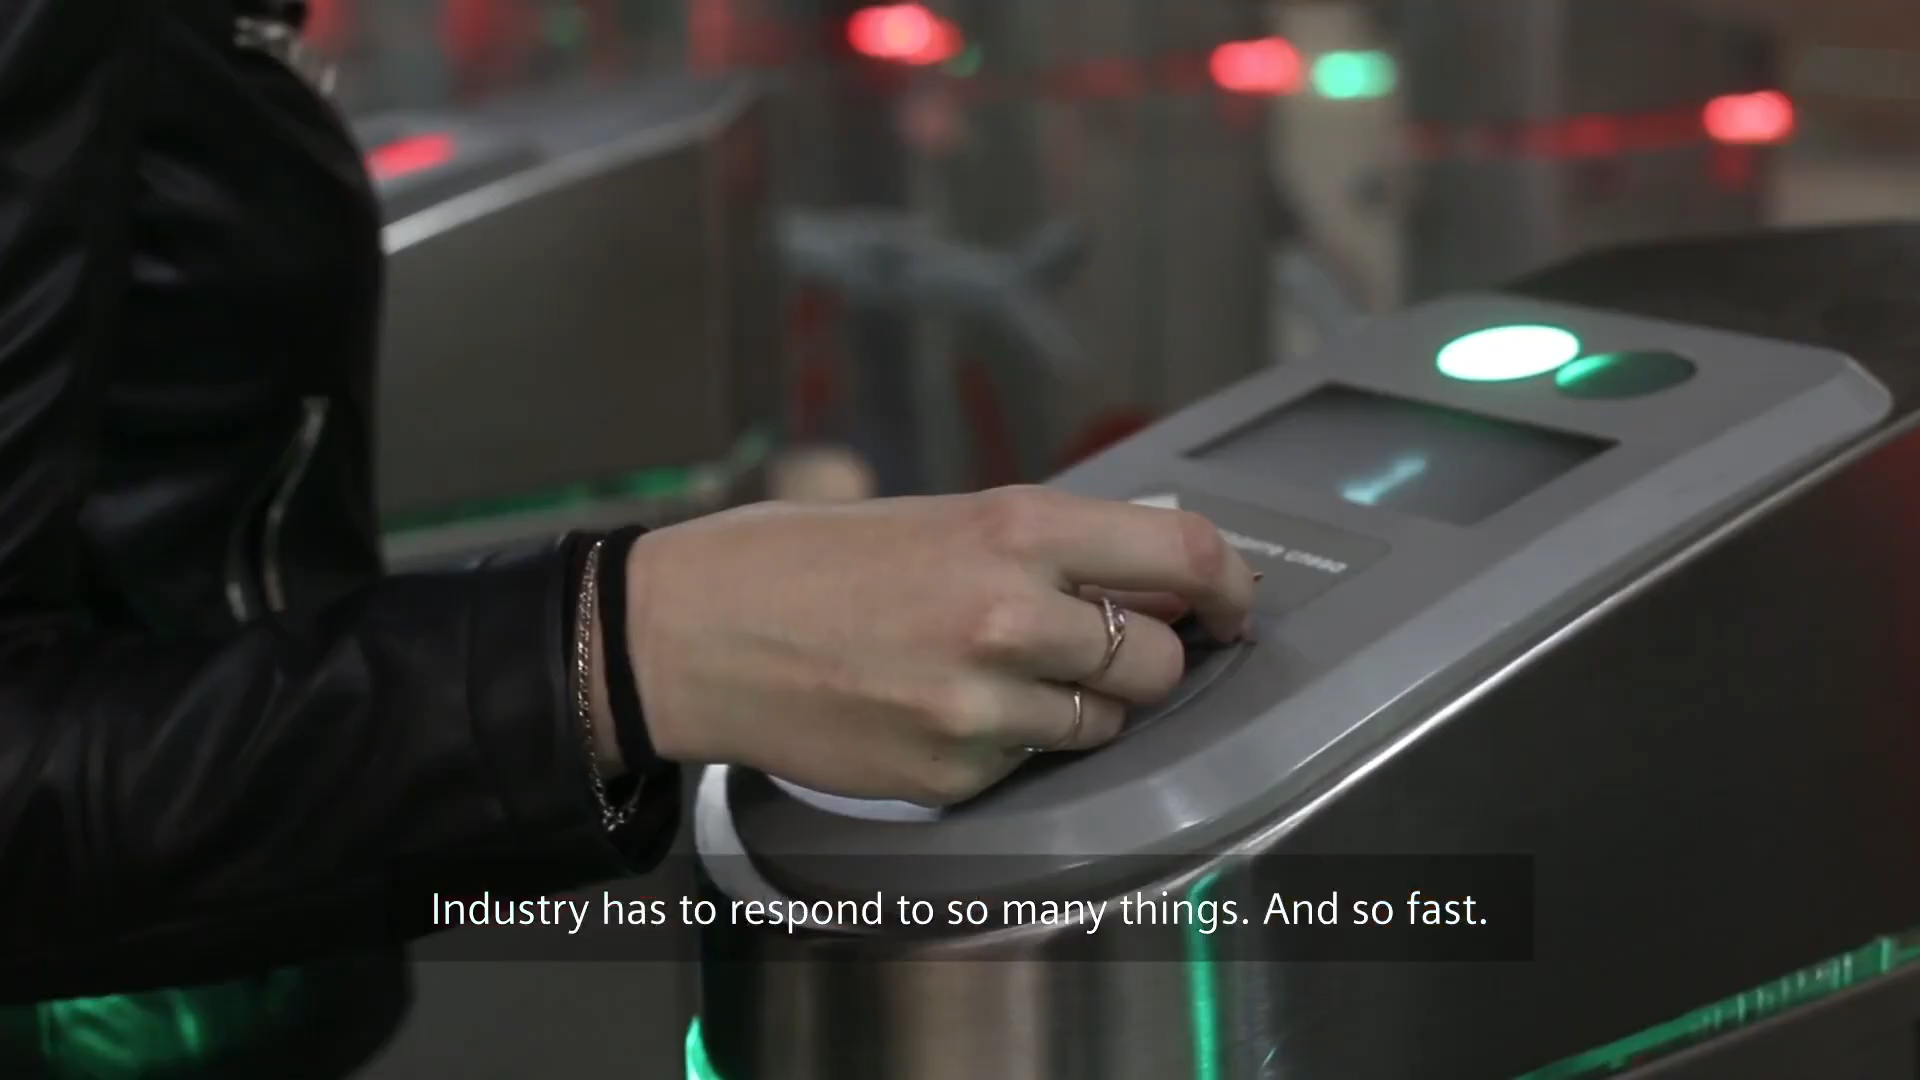 Industry has to respond to so many things. And so fast.